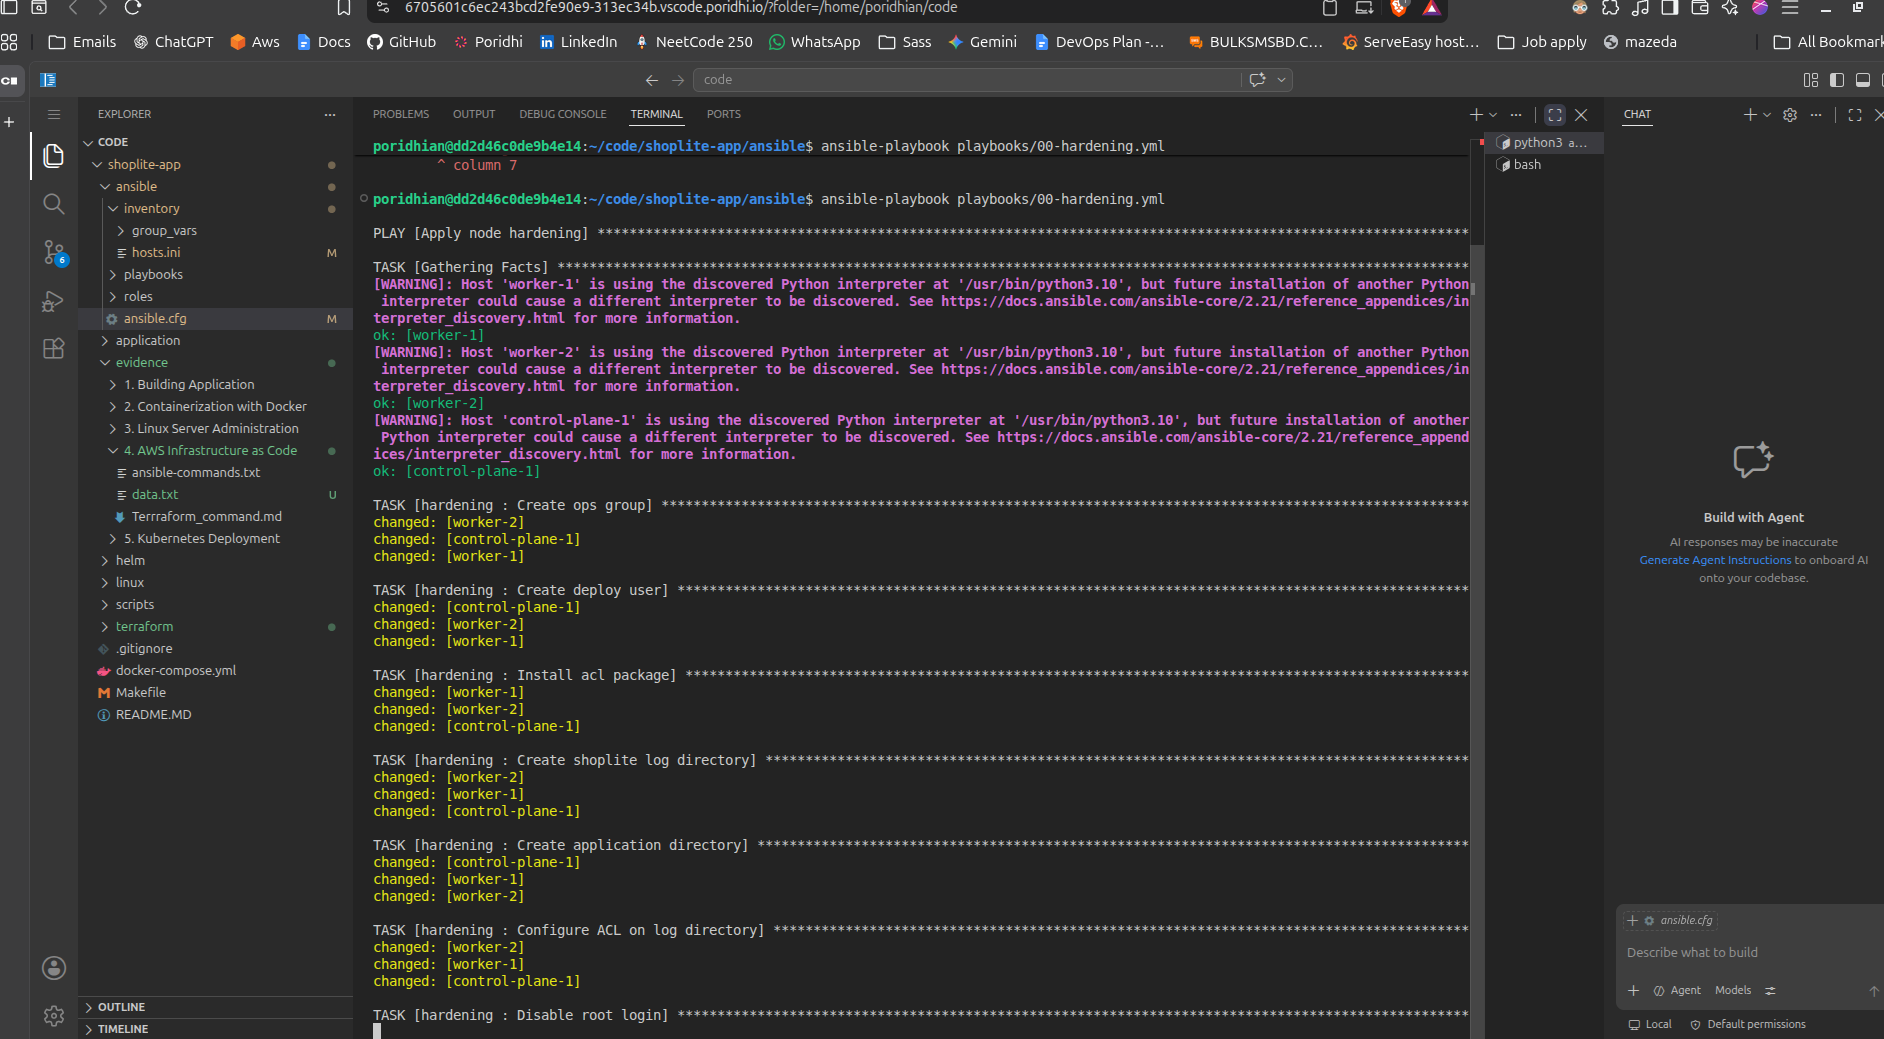 6705601c6ec243bcd2fe90e9-313ec34b.vscode.poridhi.io/?folder=/home/poridhian/code
Emails ChatGPT Aws Docs GitHub Poridhi LinkedIn NeetCode 250 WhatsApp Sass Gemini DevOps Plan -... BULKSMSBD.C... ServeEasy host... Job apply mazeda All Bookmark
code
EXPLORER
CODE
shoplite-app
ansible
inventory
group_vars
hosts.ini M
playbooks
roles
ansible.cfg M
application
evidence
1. Building Application
2. Containerization with Docker
3. Linux Server Administration
4. AWS Infrastructure as Code
ansible-commands.txt
data.txt U
Terrraform_command.md
5. Kubernetes Deployment
helm
linux
scripts
terraform
.gitignore
docker-compose.yml
Makefile
README.MD
OUTLINE
TIMELINE
6
PROBLEMS OUTPUT DEBUG CONSOLE TERMINAL PORTS
poridhian@dd2d46c0de9b4e14:~/code/shoplite-app/ansible$ ansible-playbook playbooks/00-hardening.yml
^ column 7
poridhian@dd2d46c0de9b4e14:~/code/shoplite-app/ansible$ ansible-playbook playbooks/00-hardening.yml
PLAY [Apply node hardening] *************************************************************************************************************
TASK [Gathering Facts] ******************************************************************************************************************
[WARNING]: Host 'worker-1' is using the discovered Python interpreter at '/usr/bin/python3.10', but future installation of another Python
interpreter could cause a different interpreter to be discovered. See https://docs.ansible.com/ansible-core/2.21/reference_appendices/in
terpreter_discovery.html for more information.
ok: [worker-1]
[WARNING]: Host 'worker-2' is using the discovered Python interpreter at '/usr/bin/python3.10', but future installation of another Python
interpreter could cause a different interpreter to be discovered. See https://docs.ansible.com/ansible-core/2.21/reference_appendices/in
terpreter_discovery.html for more information.
ok: [worker-2]
[WARNING]: Host 'control-plane-1' is using the discovered Python interpreter at '/usr/bin/python3.10', but future installation of another
Python interpreter could cause a different interpreter to be discovered. See https://docs.ansible.com/ansible-core/2.21/reference_append
ices/interpreter_discovery.html for more information.
ok: [control-plane-1]
TASK [hardening : Create ops group] *****************************************************************************************************
changed: [worker-2]
changed: [control-plane-1]
changed: [worker-1]
TASK [hardening : Create deploy user] ***************************************************************************************************
changed: [control-plane-1]
changed: [worker-2]
changed: [worker-1]
TASK [hardening : Install acl package] **************************************************************************************************
changed: [worker-1]
changed: [worker-2]
changed: [control-plane-1]
TASK [hardening : Create shoplite log directory] ****************************************************************************************
changed: [worker-2]
changed: [worker-1]
changed: [control-plane-1]
TASK [hardening : Create application directory] *****************************************************************************************
changed: [control-plane-1]
changed: [worker-1]
changed: [worker-2]
TASK [hardening : Configure ACL on log directory] ***************************************************************************************
changed: [worker-2]
changed: [worker-1]
changed: [control-plane-1]
TASK [hardening : Disable root login] ***************************************************************************************************
python3 a...
bash
CHAT
Build with Agent
AI responses may be inaccurate
Generate Agent Instructions to onboard AI
onto your codebase.
ansible.cfg
Describe what to build
Agent Models
Local Default permissions